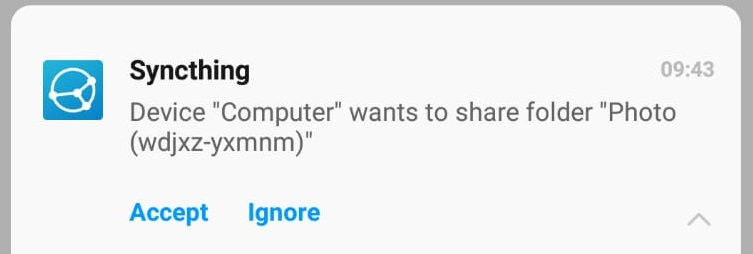 Syncthing
09:43
Device "Computer" wants to share folder "Photo
(wdjxz-yxmnm)"
Accept Ignore